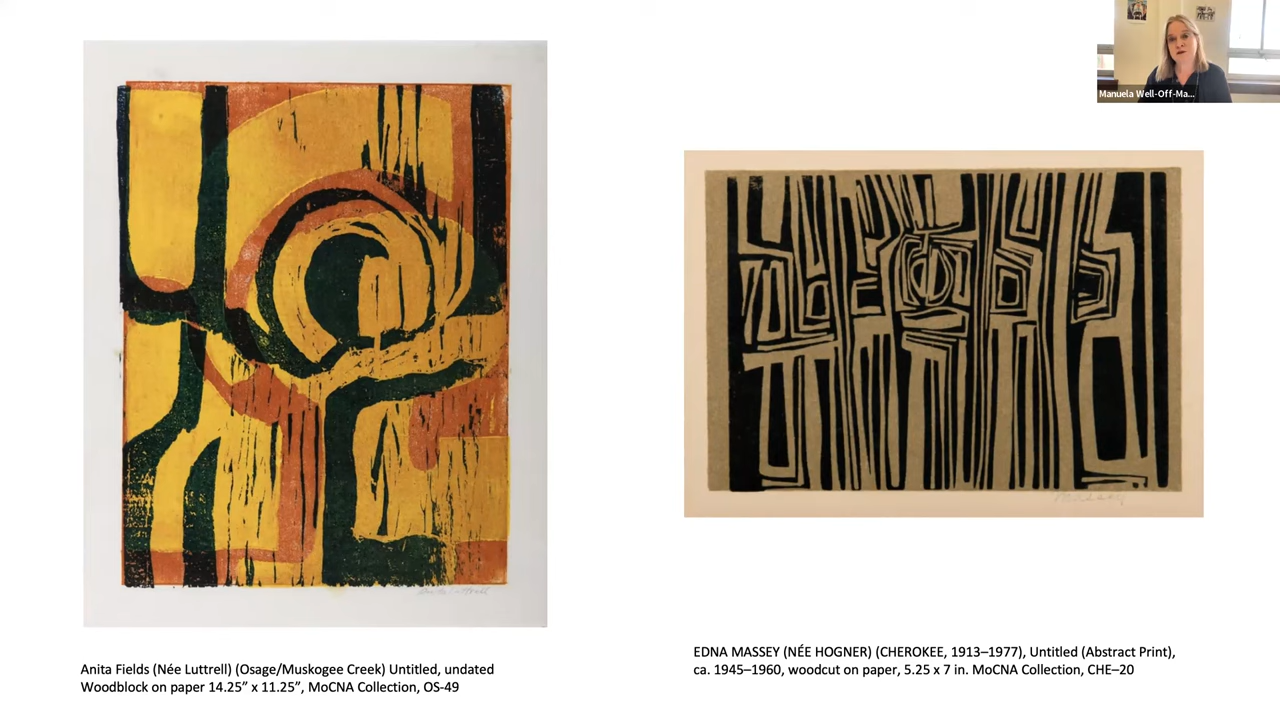 Manuela Well-Off-Ma...
Anita Fields (Née Luttrell) (Osage/Muskogee Creek) Untitled, undated
Woodblock on paper 14.25” x 11.25”, MoCNA Collection, OS-49
EDNA MASSEY (NÉE HOGNER) (CHEROKEE, 1913–1977), Untitled (Abstract Print),
ca. 1945–1960, woodcut on paper, 5.25 x 7 in. MoCNA Collection, CHE–20